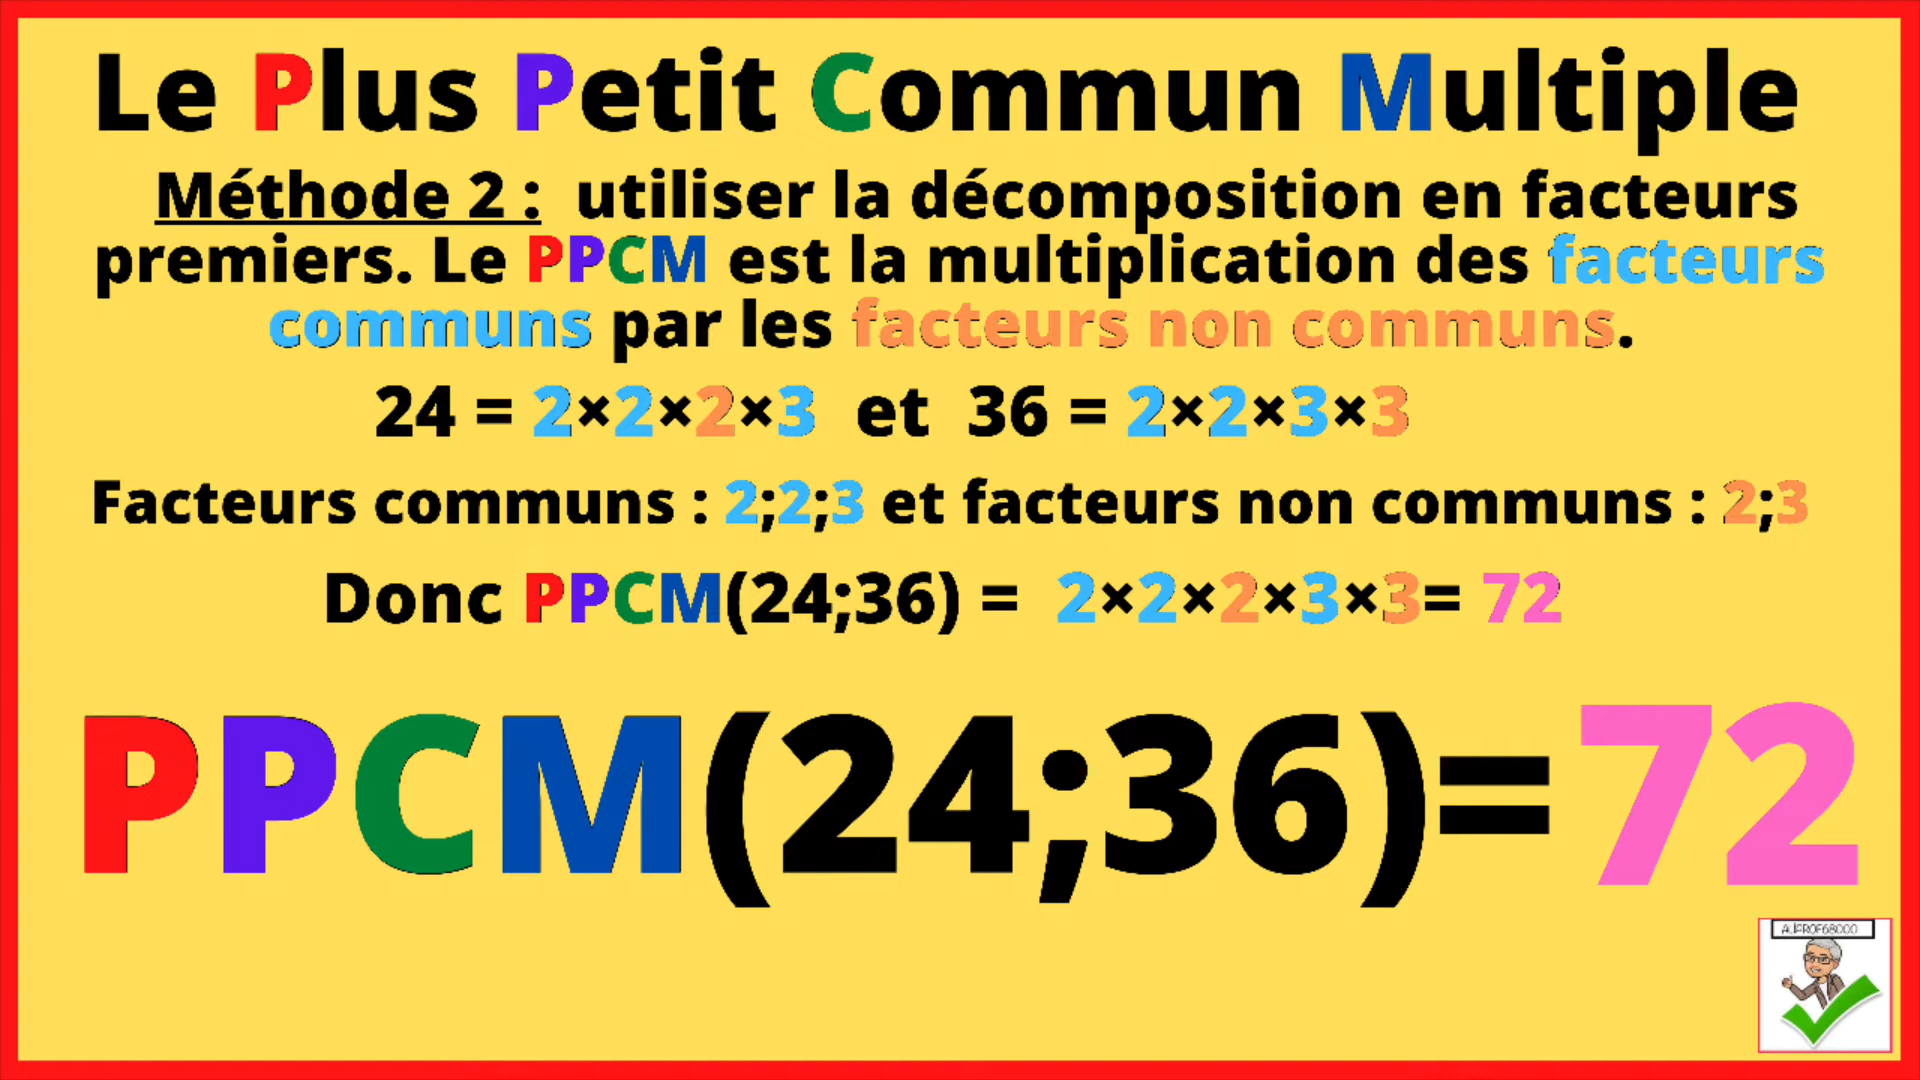 Le Plus Petit Commun Multiple
Méthode 2 : utiliser la décomposition en facteurs
premiers. Le PPCM est la multiplication des facteurs
communs par les facteurs non communs.
24 = 2×2×2×3 et 36 = 2×2×3×3
Facteurs communs : 2;2;3 et facteurs non communs : 2;3
Donc PPCM(24;36) = 2×2×2×3×3= 72
PPCM(24;36)=72
ALIPROF68000